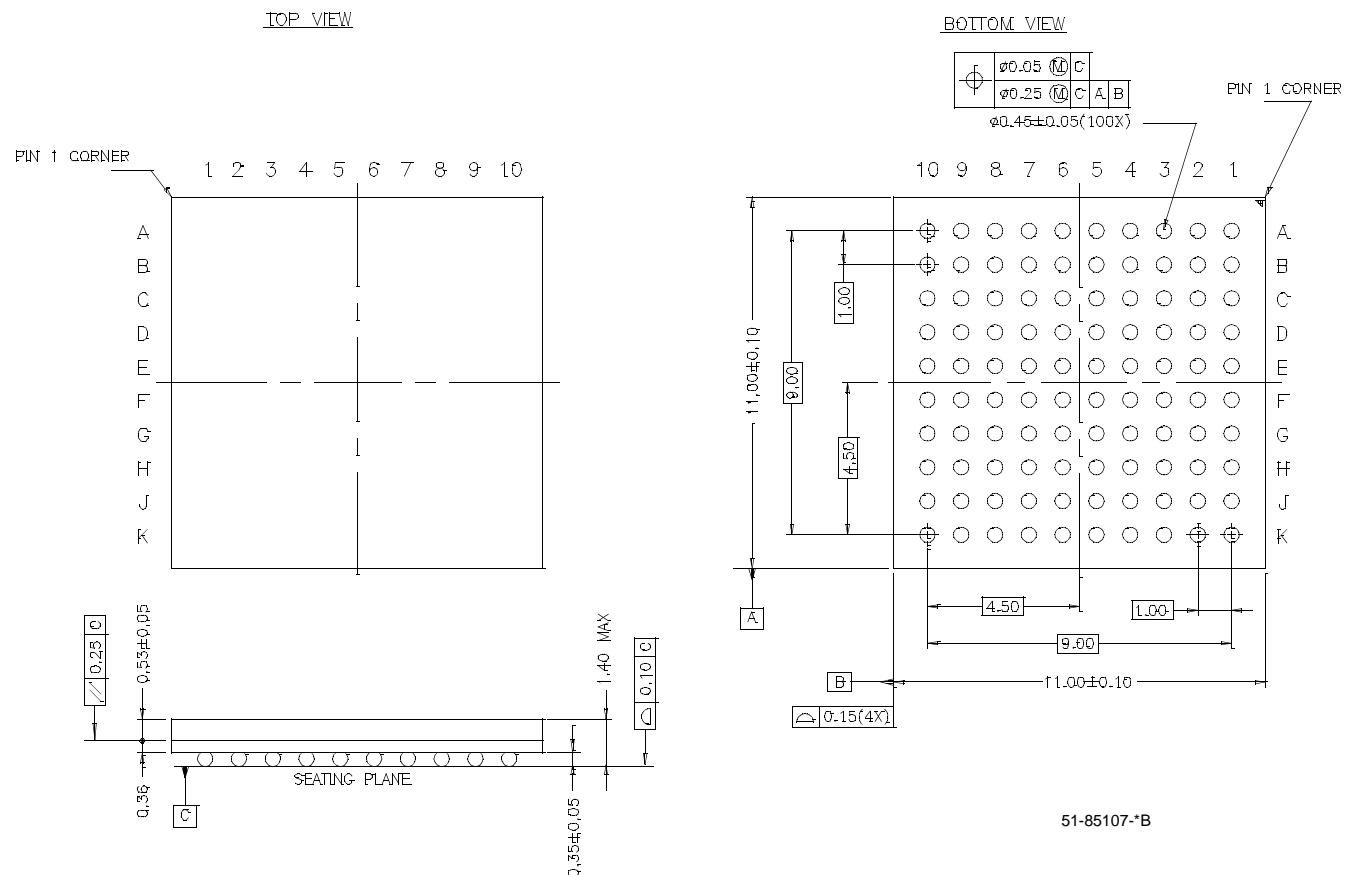 TOP VIEW
BOTTOM VIEW
ø0.05 Ⓜ C
ø0.25 Ⓜ C A B
ø0.45±0.05(100X)
PIN 1 CORNER
PIN 1 CORNER
1 2 3 4 5 6 7 8 9 10
10 9 8 7 6 5 4 3 2 1
A
B
C
D
E
F
G
H
J
K
A
B
C
D
E
F
G
H
J
K
11.00±0.10
9.00
1.00
4.50
A
4.50
1.00
9.00
B
11.00±0.10
0.15(4X)
0.25 C
0.53±0.05
0.36
C
SEATING PLANE
1.40 MAX
0.10 C
0.35±0.05
51-85107-*B